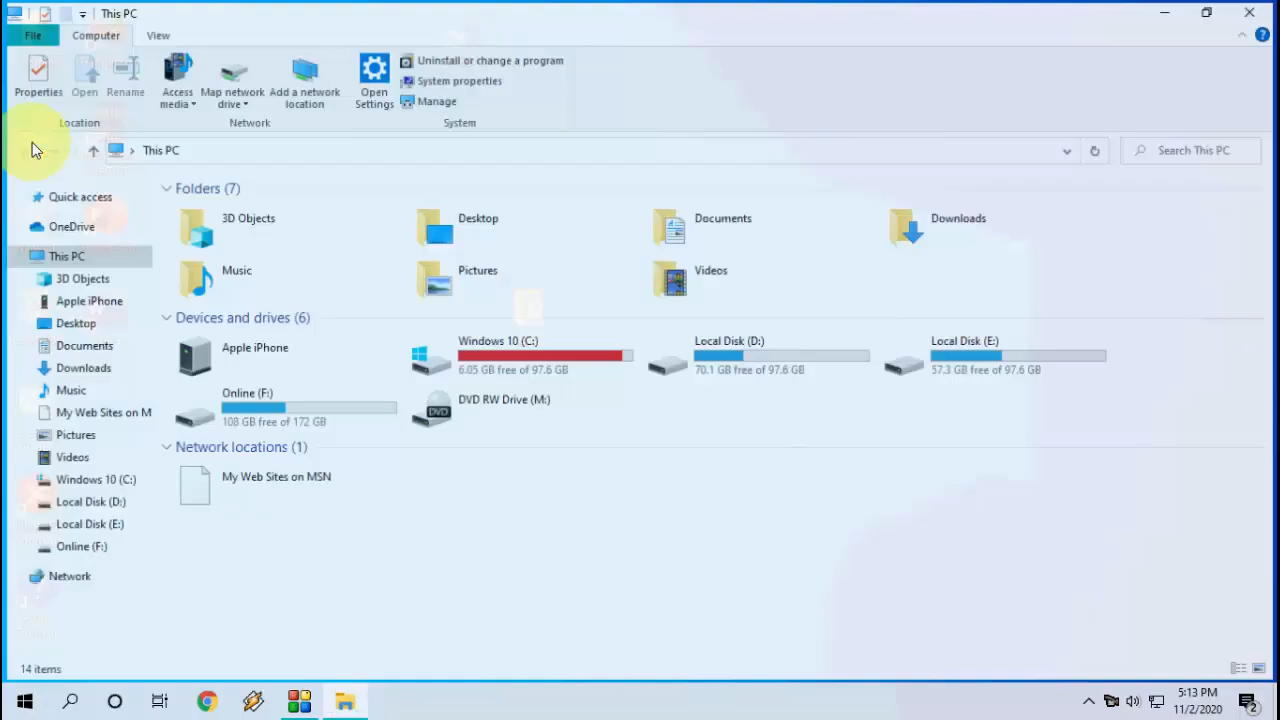 This PC
File Computer View
Properties Open Rename Access media Map network drive Add a network location Open Settings Uninstall or change a program
System properties
Manage
Location Network System
This PC Search This PC
Quick access
OneDrive
This PC
3D Objects
Apple iPhone
Desktop
Documents
Downloads
Music
My Web Sites on M
Pictures
Videos
Windows 10 (C:)
Local Disk (D:)
Local Disk (E:)
Online (F:)
Network
Folders (7)
3D Objects Desktop Documents Downloads
Music Pictures Videos
Devices and drives (6)
Apple iPhone
Windows 10 (C:)
6.05 GB free of 97.6 GB
Local Disk (D:)
70.1 GB free of 97.6 GB
Local Disk (E:)
57.3 GB free of 97.6 GB
Online (F:)
108 GB free of 172 GB
DVD RW Drive (M:)
DVD
Network locations (1)
My Web Sites on MSN
14 items
5:13 PM
11/2/2020
2